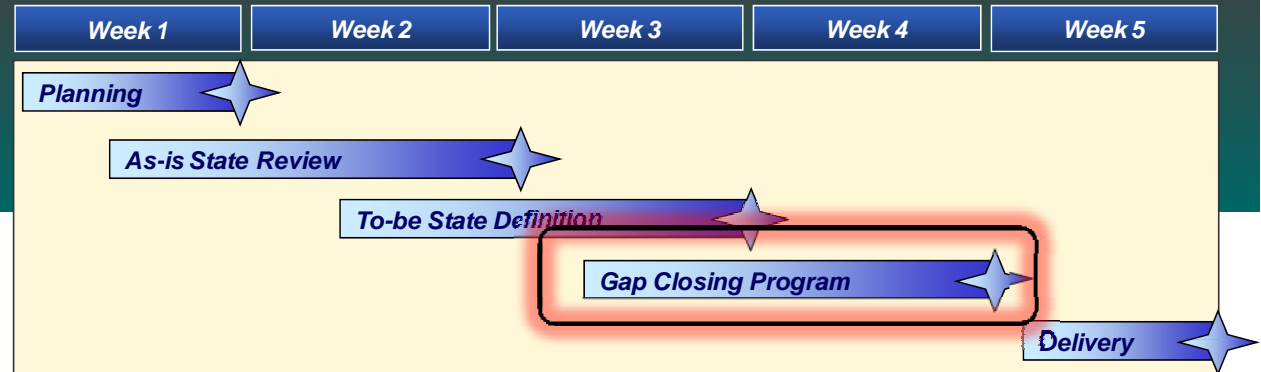 Week 1 Week 2 Week 3 Week 4 Week 5
Planning
As-is State Review
To-be State Definition
Gap Closing Program
Delivery